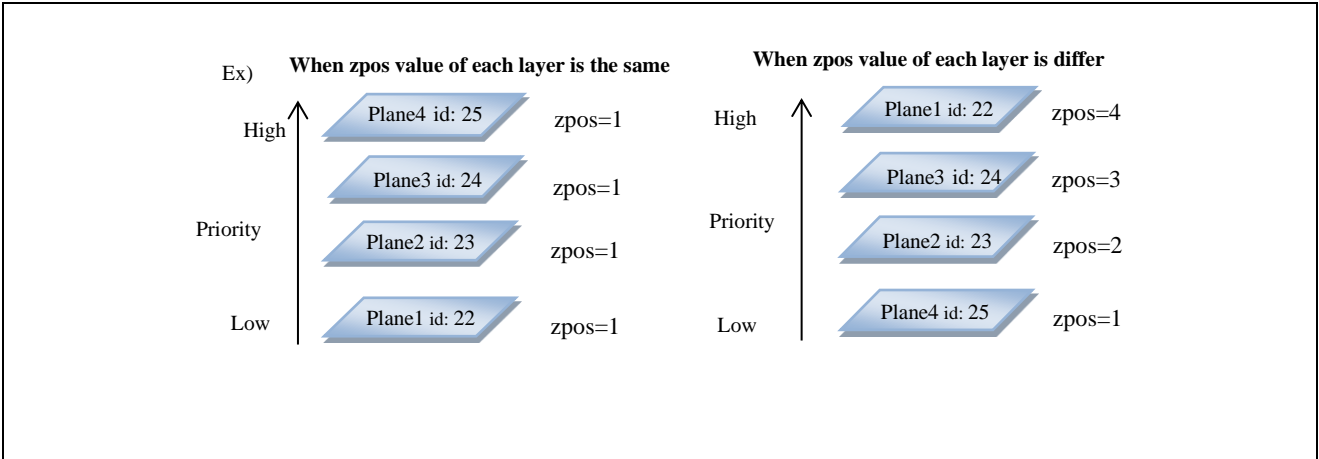 Ex)
When zpos value of each layer is the same
High
Priority
Low
Plane4 id: 25 zpos=1
Plane3 id: 24 zpos=1
Plane2 id: 23 zpos=1
Plane1 id: 22 zpos=1
When zpos value of each layer is differ
High
Priority
Low
Plane1 id: 22 zpos=4
Plane3 id: 24 zpos=3
Plane2 id: 23 zpos=2
Plane4 id: 25 zpos=1